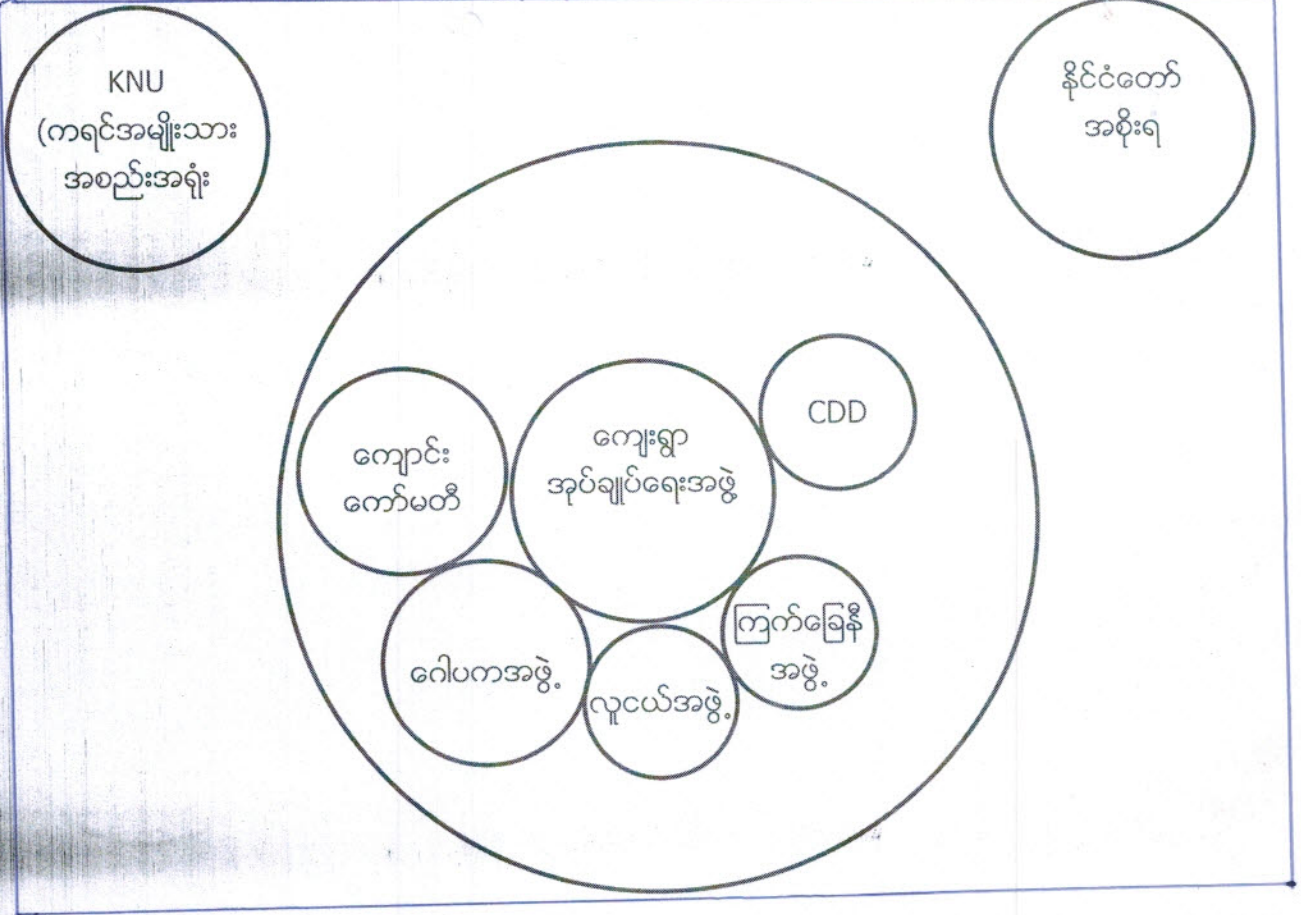 KNU
(ကရင်အမျိုးသား
အစည်းအရုံး
နိုင်ငံတော်
အစိုးရ
ကျောင်း
ကော်မတီ
ကျေးရွာ
အုပ်ချုပ်ရေးအဖွဲ့
CDD
ဂေါပကအဖွဲ့
လူငယ်အဖွဲ့
ကြက်ခြေနီ
အဖွဲ့